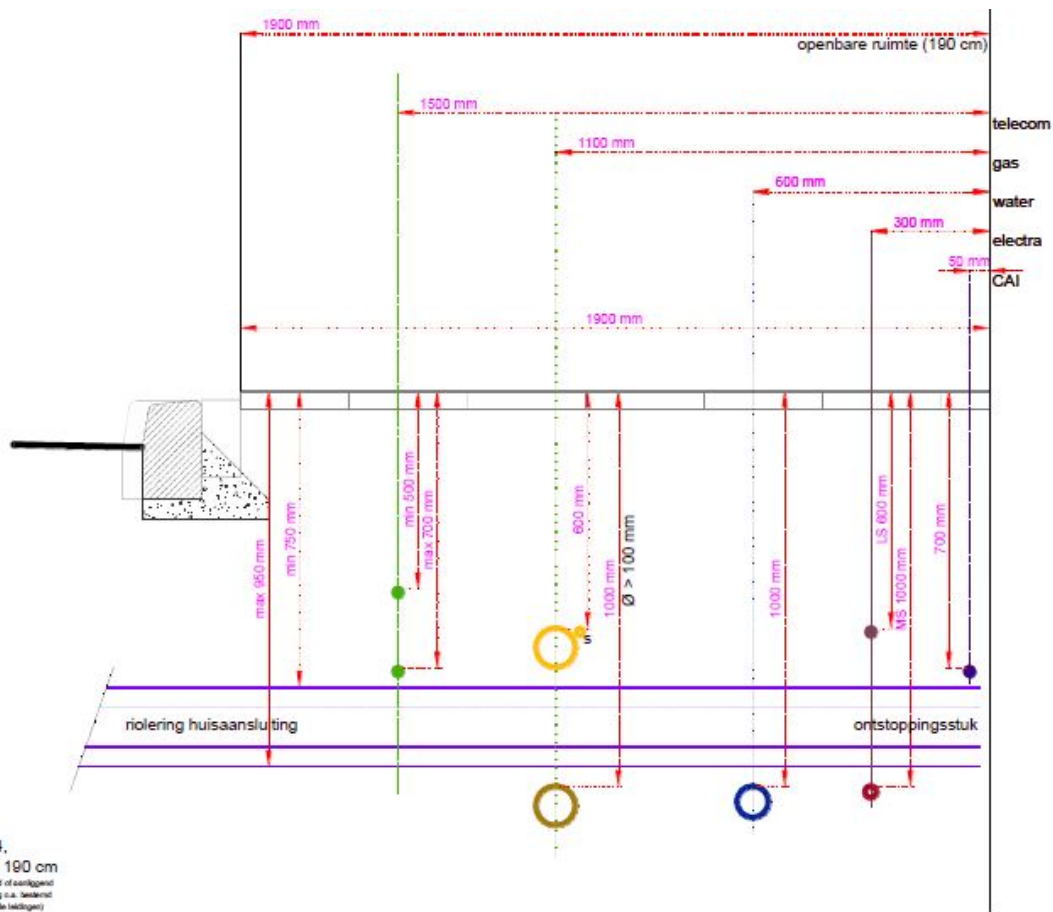 1900 mm
openbare ruimte (190 cm)
1500 mm
telecom
1100 mm
gas
600 mm
water
300 mm
electra
50 mm
CAI
1900 mm
max 950 mm
min 750 mm
min 500 mm
max 700 mm
600 mm
1000 mm
Ø > 100 mm
1000 mm
LS 600 mm
MS 1000 mm
700 mm
s
riolering huisaansluiting
ontstoppingsstuk
190 cm